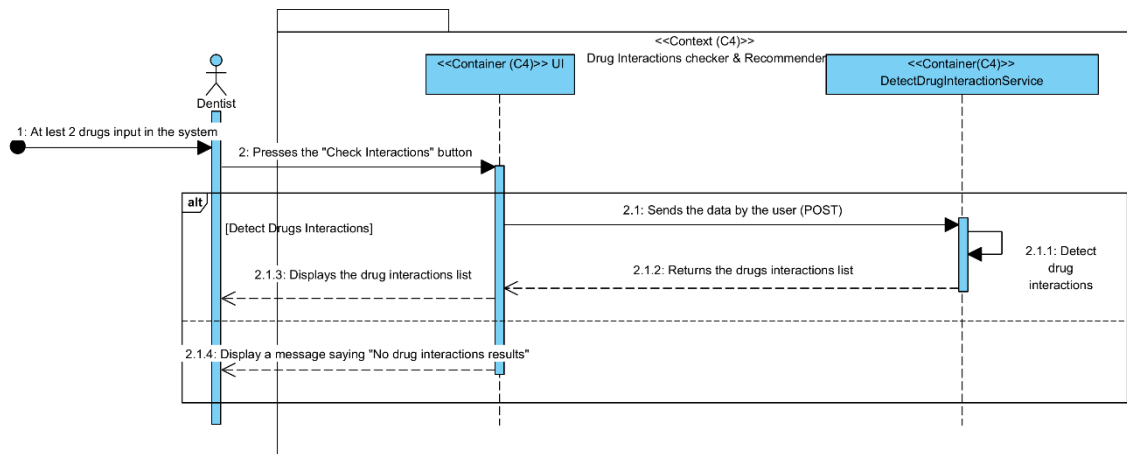 <<Context (C4)>>
Drug Interactions checker & Recommender
<<Container (C4)>> UI
<<Container(C4)>>
DetectDrugInteractionService
Dentist
1: At lest 2 drugs input in the system
2: Presses the "Check Interactions" button
alt
2.1: Sends the data by the user (POST)
[Detect Drugs Interactions]
2.1.1: Detect
drug
interactions
2.1.2: Returns the drugs interactions list
2.1.3: Displays the drug interactions list
2.1.4: Display a message saying "No drug interactions results"